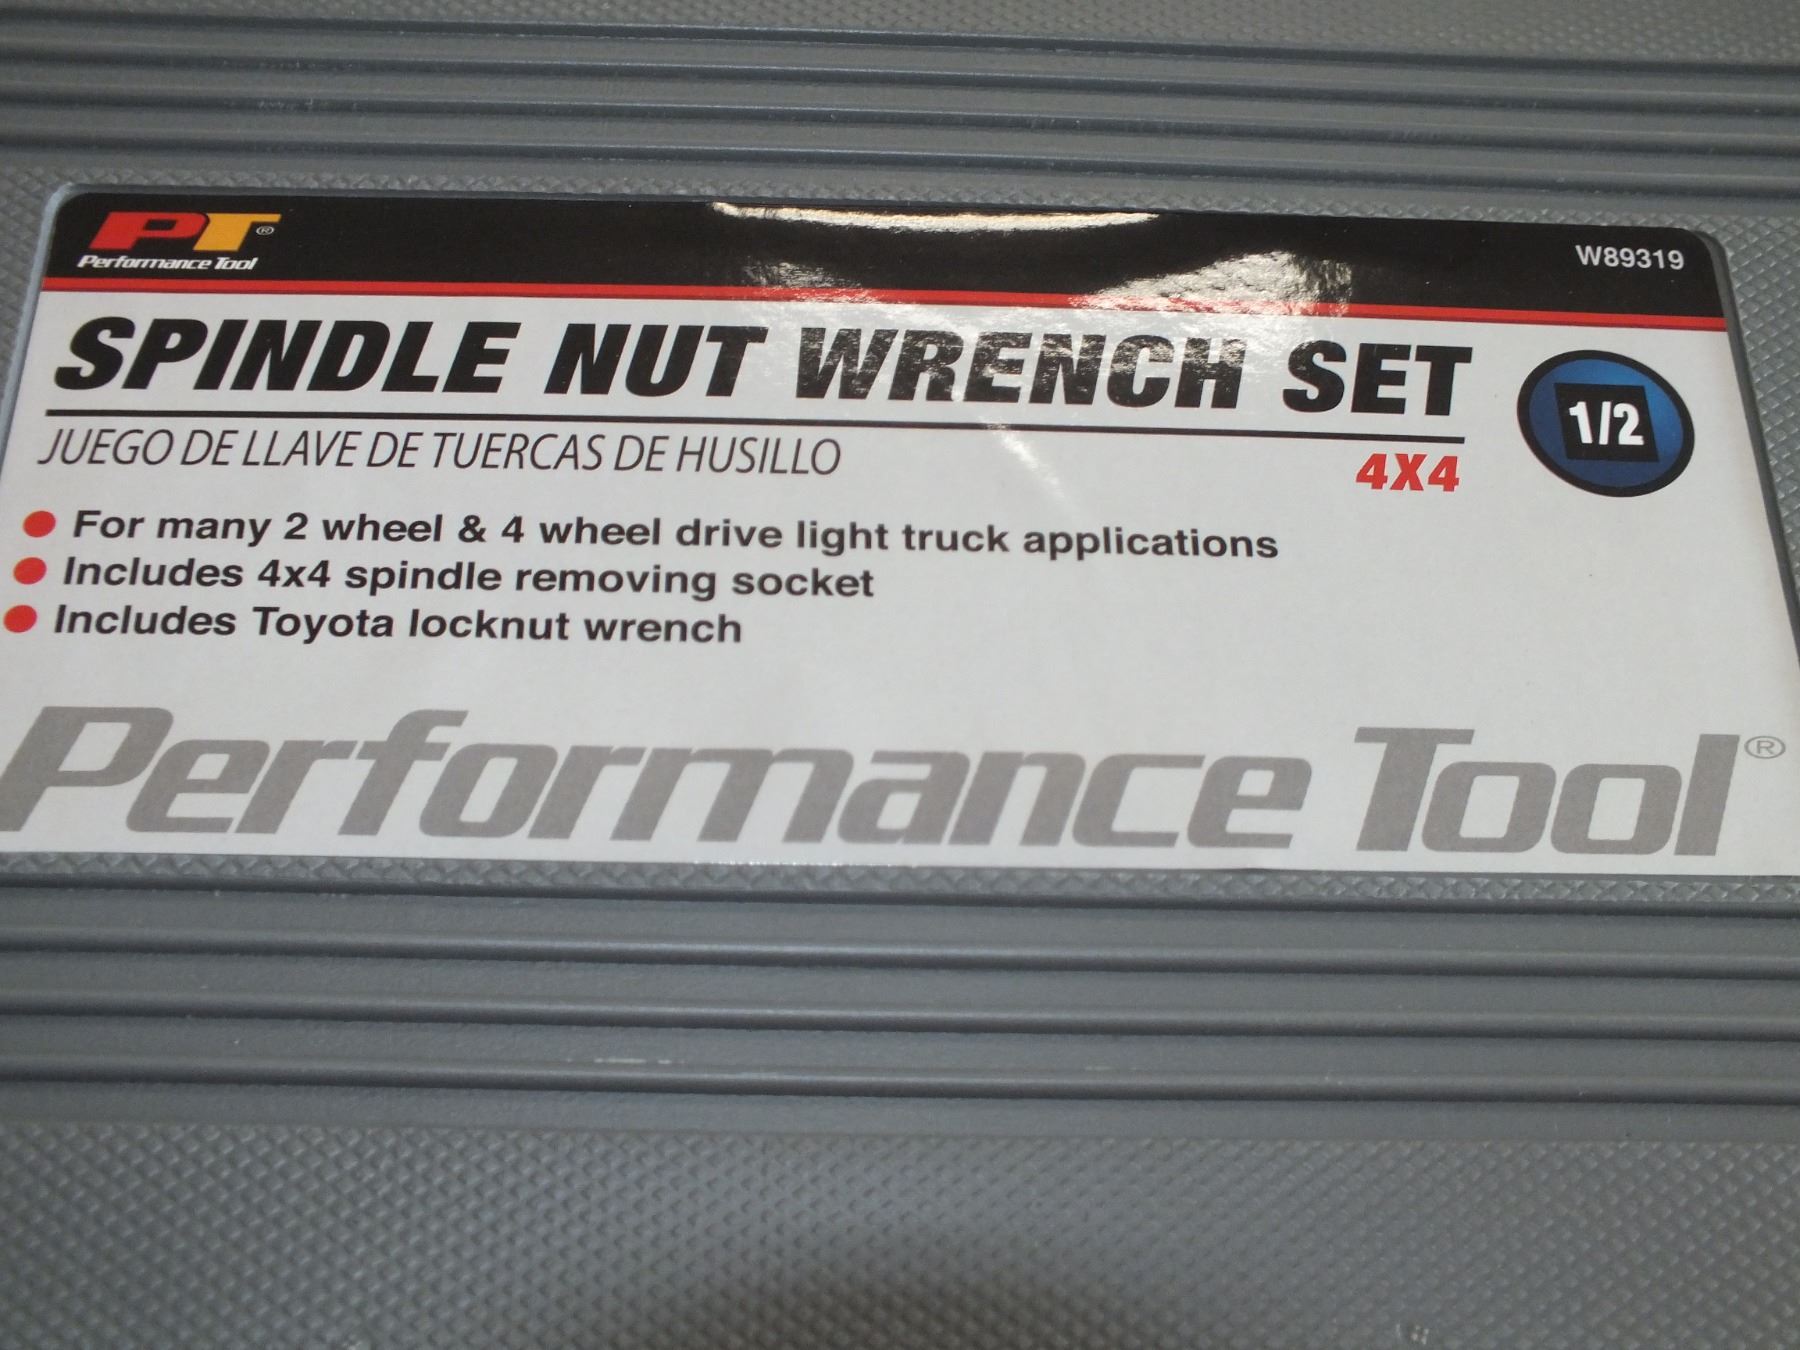 PT®
Performance Tool
W89319
SPINDLE NUT WRENCH SET
1/2
JUEGO DE LLAVE DE TUERCAS DE HUSILLO
4X4
For many 2 wheel & 4 wheel drive light truck applications
Includes 4x4 spindle removing socket
Includes Toyota locknut wrench
Performance Tool®